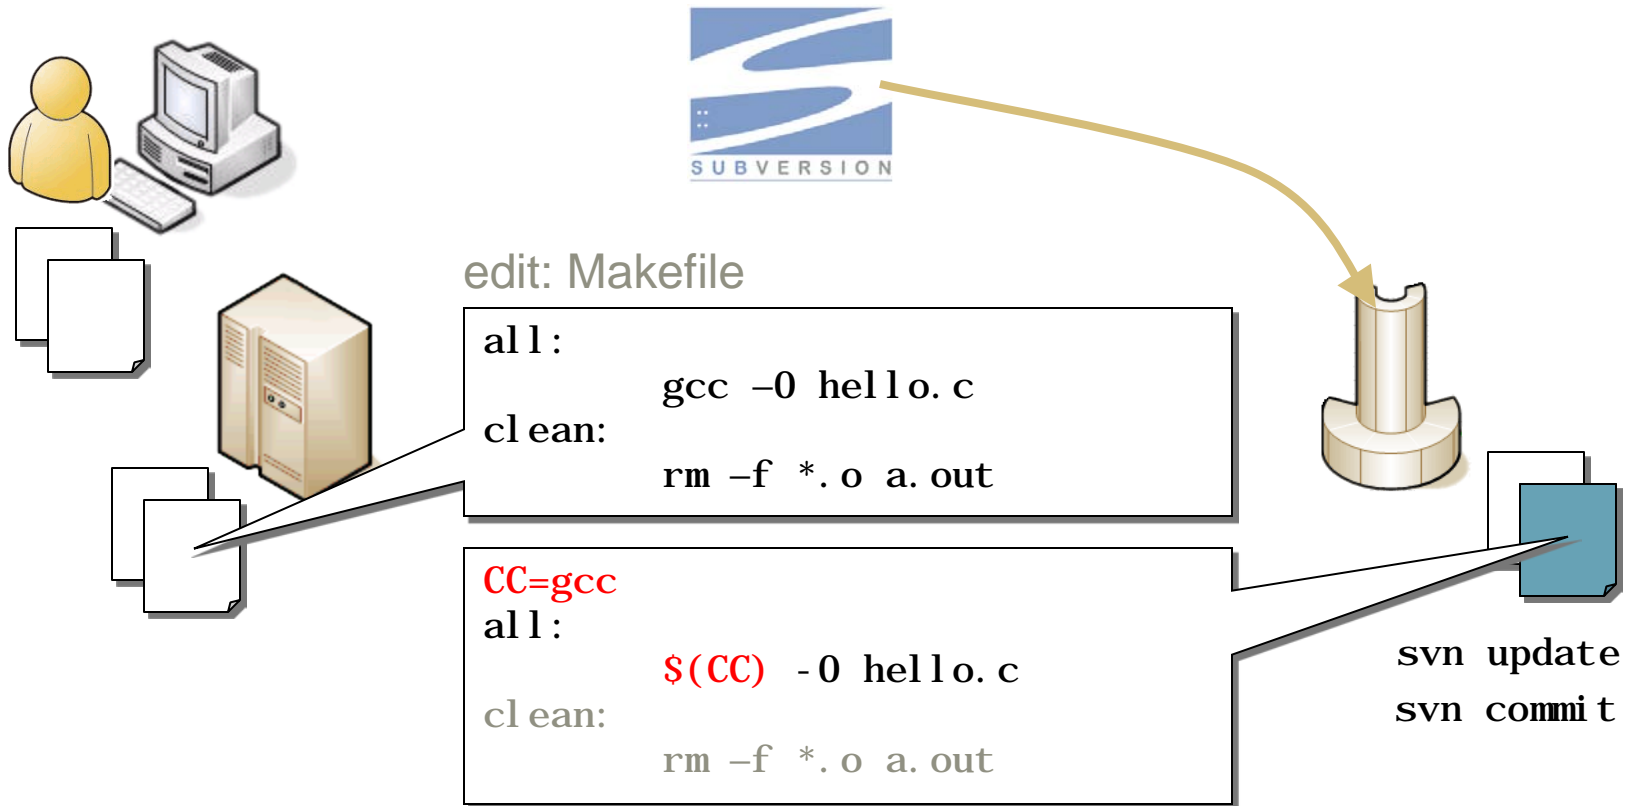 SUBVERSION
edit: Makefile
all:
gcc –O hello.c
clean:
rm –f *.o a.out
CC=gcc
all:
$(CC) -O hello.c
clean:
rm –f *.o a.out
svn update
svn commit